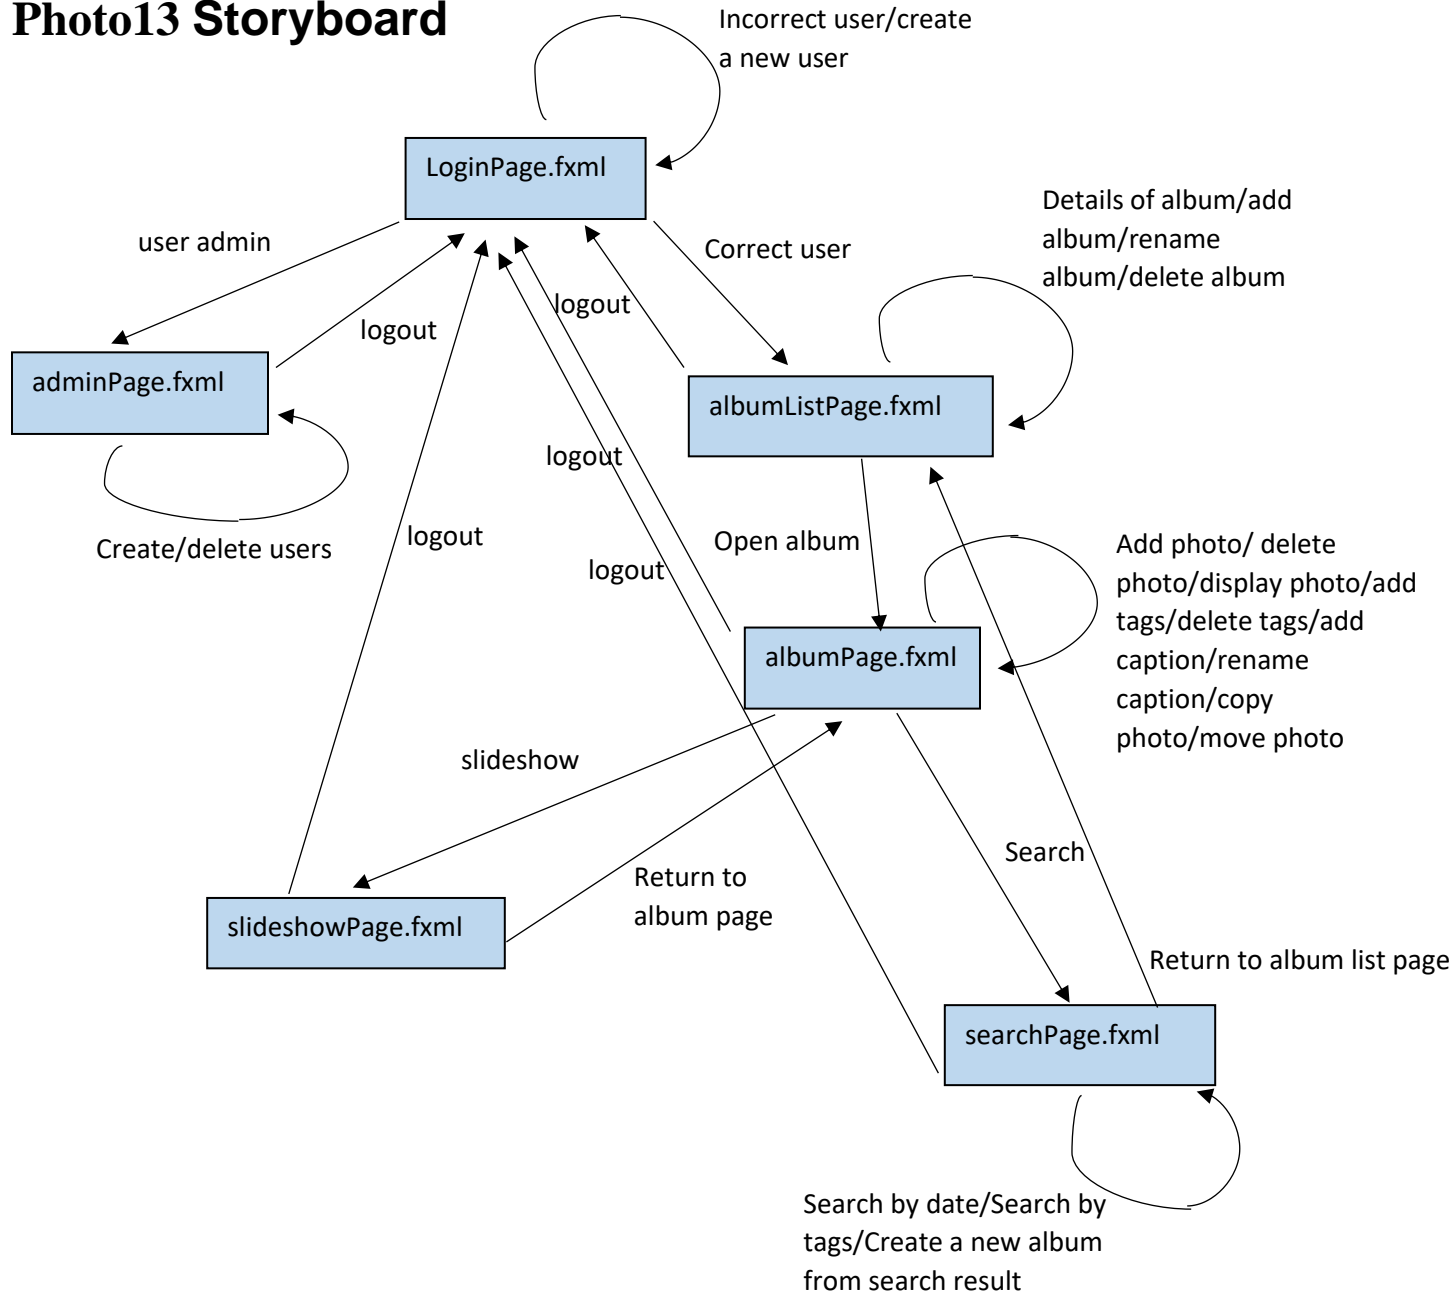 Photo13 Storyboard
Incorrect user/create
a new user
LoginPage.fxml
Details of album/add
album/rename
album/delete album
user admin
Correct user
logout
logout
adminPage.fxml
albumListPage.fxml
logout
Create/delete users
logout
Open album
logout
Add photo/ delete
photo/display photo/add
tags/delete tags/add
caption/rename
caption/copy
photo/move photo
albumPage.fxml
slideshow
Search
Return to
album page
slideshowPage.fxml
Return to album list page
searchPage.fxml
Search by date/Search by
tags/Create a new album
from search result